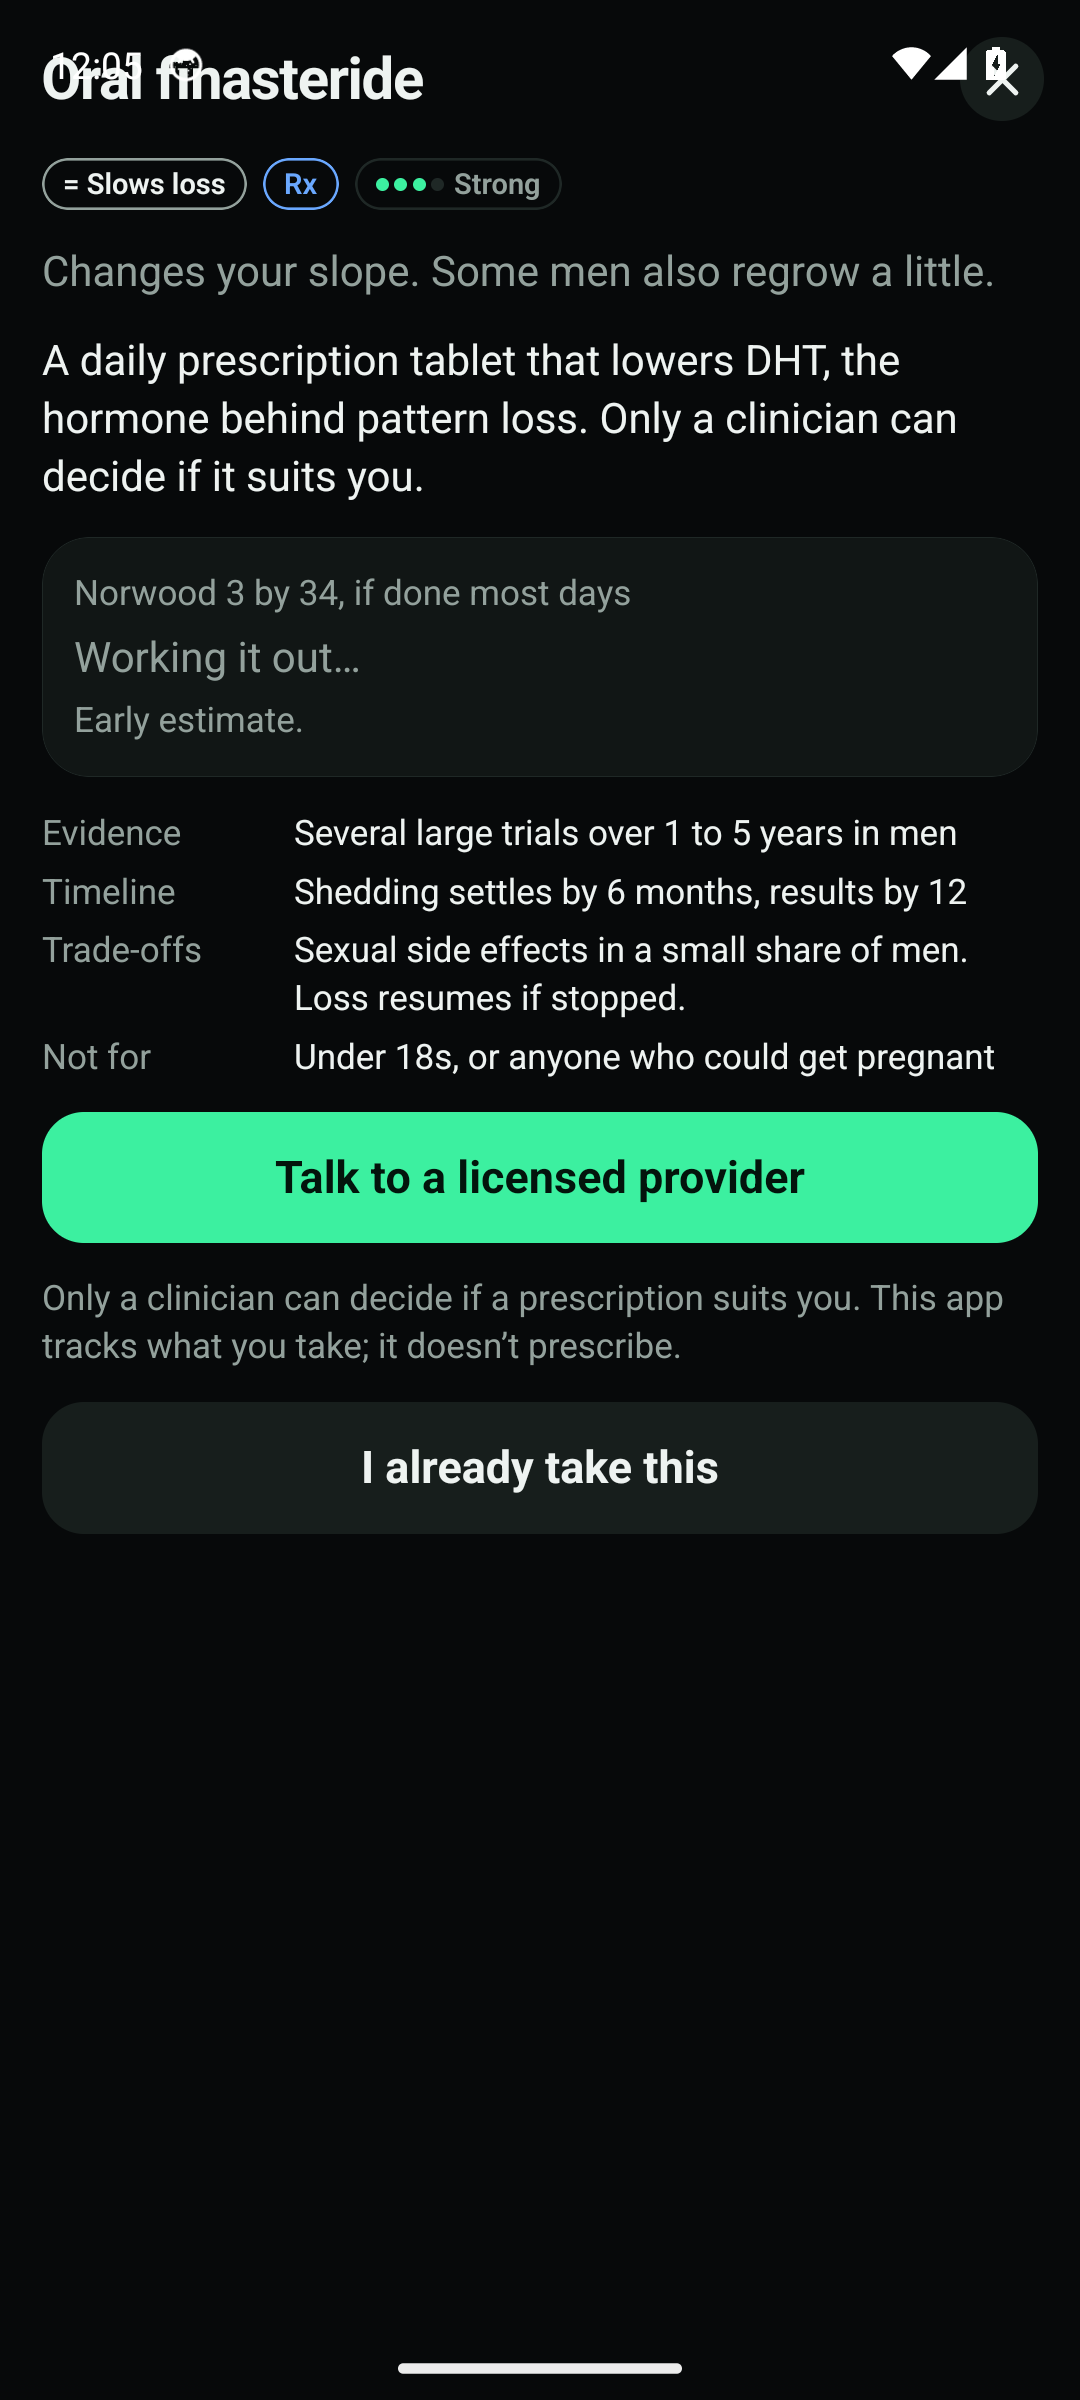 12:05
Oral finasteride
= Slows loss
Rx
Strong
Changes your slope. Some men also regrow a little.
A daily prescription tablet that lowers DHT, the
hormone behind pattern loss. Only a clinician can
decide if it suits you.
Norwood 3 by 34, if done most days
Working it out…
Early estimate.
Evidence Several large trials over 1 to 5 years in men
Timeline Shedding settles by 6 months, results by 12
Trade-offs Sexual side effects in a small share of men.
Loss resumes if stopped.
Not for Under 18s, or anyone who could get pregnant
Talk to a licensed provider
Only a clinician can decide if a prescription suits you. This app
tracks what you take; it doesn’t prescribe.
I already take this